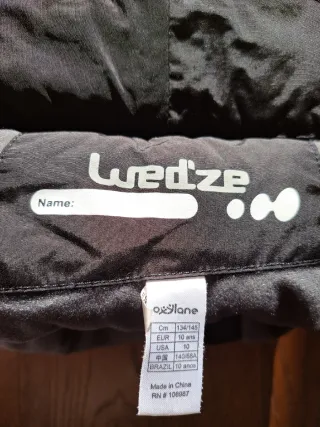 Wed'ze
Name:
oxylane
Cm 134/145
EUR 10 ans
USA 10
中国 145/68A
BRAZIL 10 anos
Made in China
RN # 108987